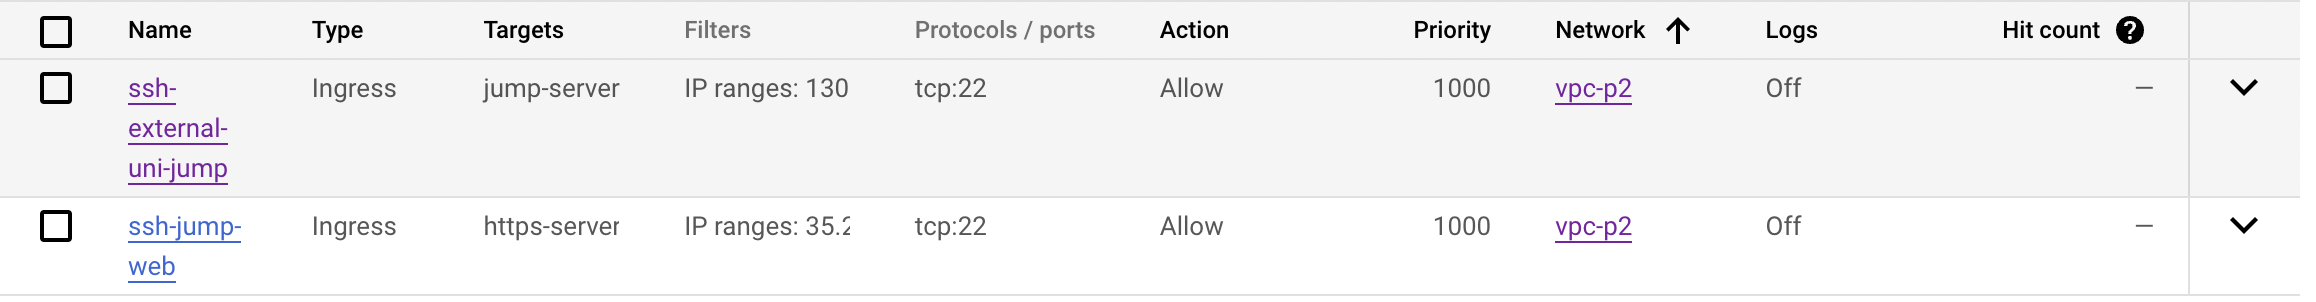 Name Type Targets Filters Protocols / ports Action Priority Network Logs Hit count
ssh- Ingress jump-server IP ranges: 130 tcp:22 Allow 1000 vpc-p2 Off —
external-
uni-jump
ssh-jump- Ingress https-server IP ranges: 35.2 tcp:22 Allow 1000 vpc-p2 Off —
web